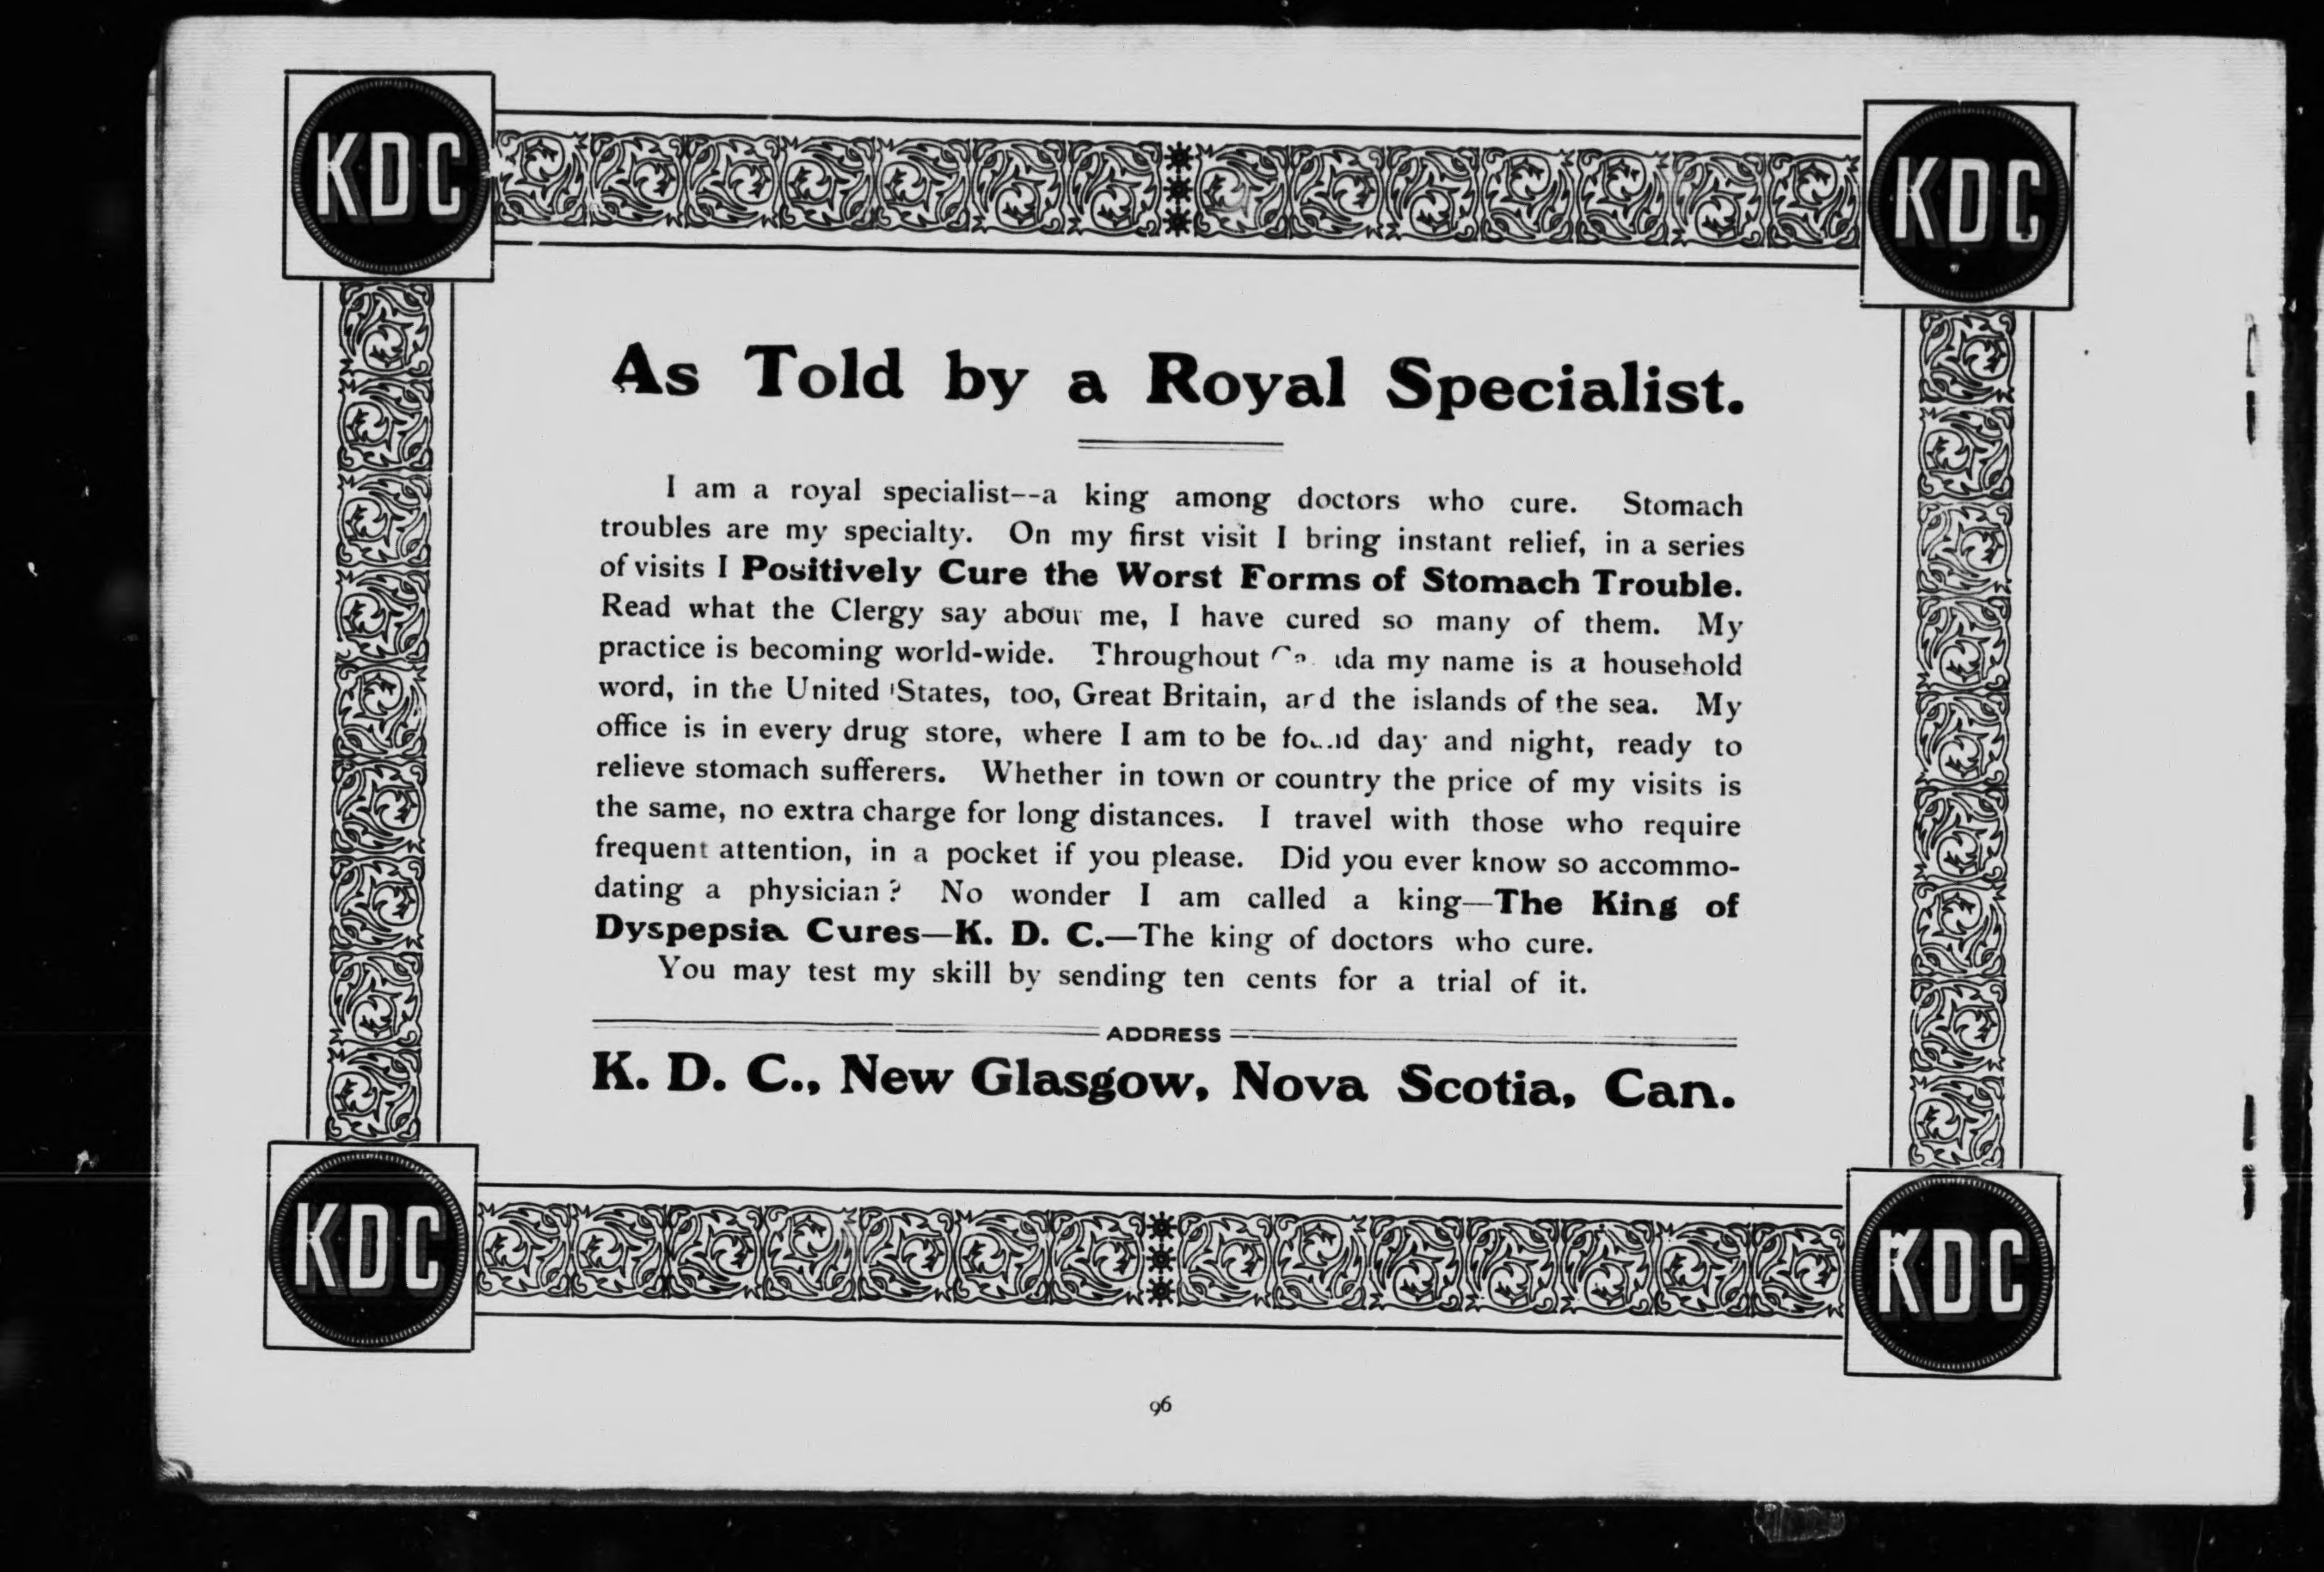 KDC
KDC
As Told by a Royal Specialist.
I am a royal specialist--a king among doctors who cure. Stomach
troubles are my specialty. On my first visit I bring instant relief, in a series
of visits I Positively Cure the Worst Forms of Stomach Trouble.
Read what the Clergy say about me, I have cured so many of them. My
practice is becoming world-wide. Throughout Canada my name is a household
word, in the United States, too, Great Britain, and the islands of the sea. My
office is in every drug store, where I am to be found day and night, ready to
relieve stomach sufferers. Whether in town or country the price of my visits is
the same, no extra charge for long distances. I travel with those who require
frequent attention, in a pocket if you please. Did you ever know so accommo-
dating a physician? No wonder I am called a king—The King of
Dyspepsia Cures—K. D. C.—The king of doctors who cure.
You may test my skill by sending ten cents for a trial of it.
ADDRESS
K. D. C., New Glasgow, Nova Scotia, Can.
KDC
KDC
96